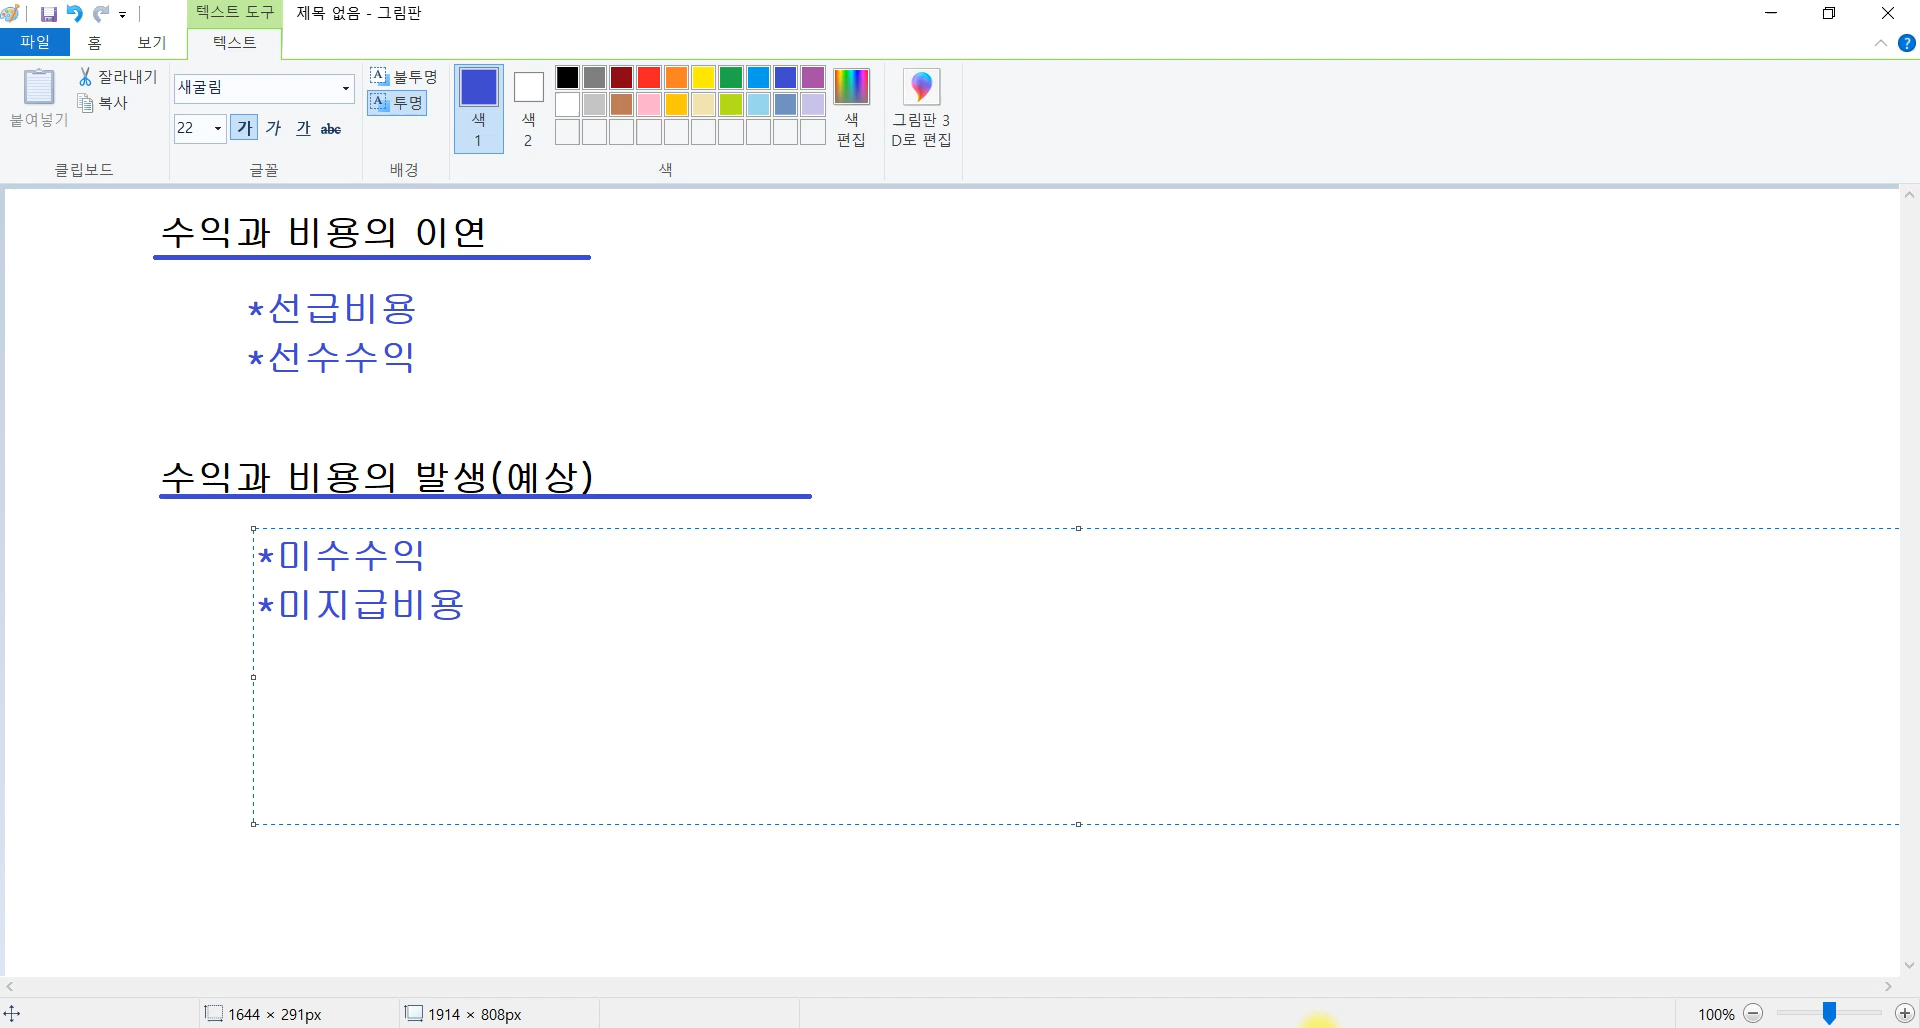 텍스트 도구 제목 없음 - 그림판
파일 홈 보기 텍스트
붙여넣기
잘라내기
복사
클립보드
새굴림
22 가 가 가 abc
글꼴
불투명
투명
배경
색
1
색
2
색
편집
색
그림판 3
D로 편집
수익과 비용의 이연
*선급비용
*선수수익
수익과 비용의 발생(예상)
*미수수익
*미지급비용
1644 × 291px 1914 × 808px 100%